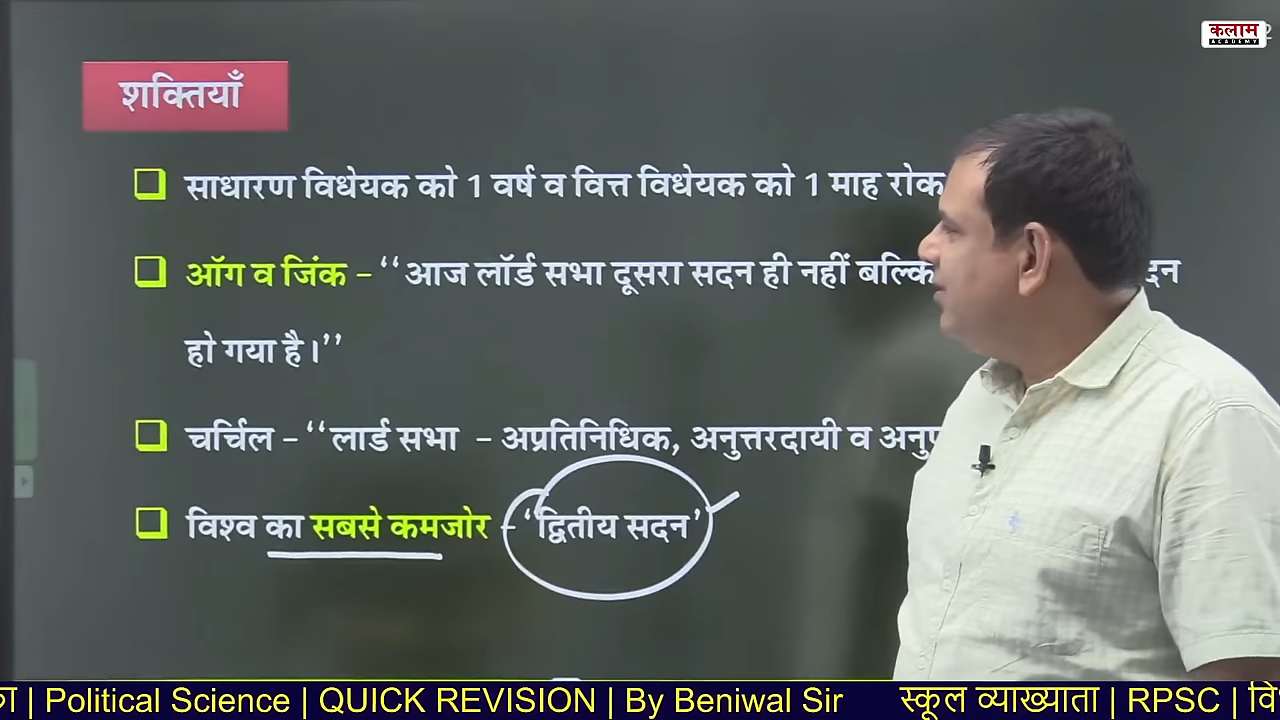 कलाम
ACADEMY
शक्तियाँ
साधारण विधेयक को 1 वर्ष व वित्त विधेयक को 1 माह रोक
ऑग व जिंक – ‘‘आज लॉर्ड सभा दूसरा सदन ही नहीं बल्कि
हो गया है।’’
चर्चिल – ‘‘लार्ड सभा – अप्रतिनिधिक, अनुत्तरदायी व
विश्व का सबसे कमजोर – ‘द्वितीय सदन’
| Political Science | QUICK REVISION | By Beniwal Sir स्कूल व्याख्याता | RPSC |